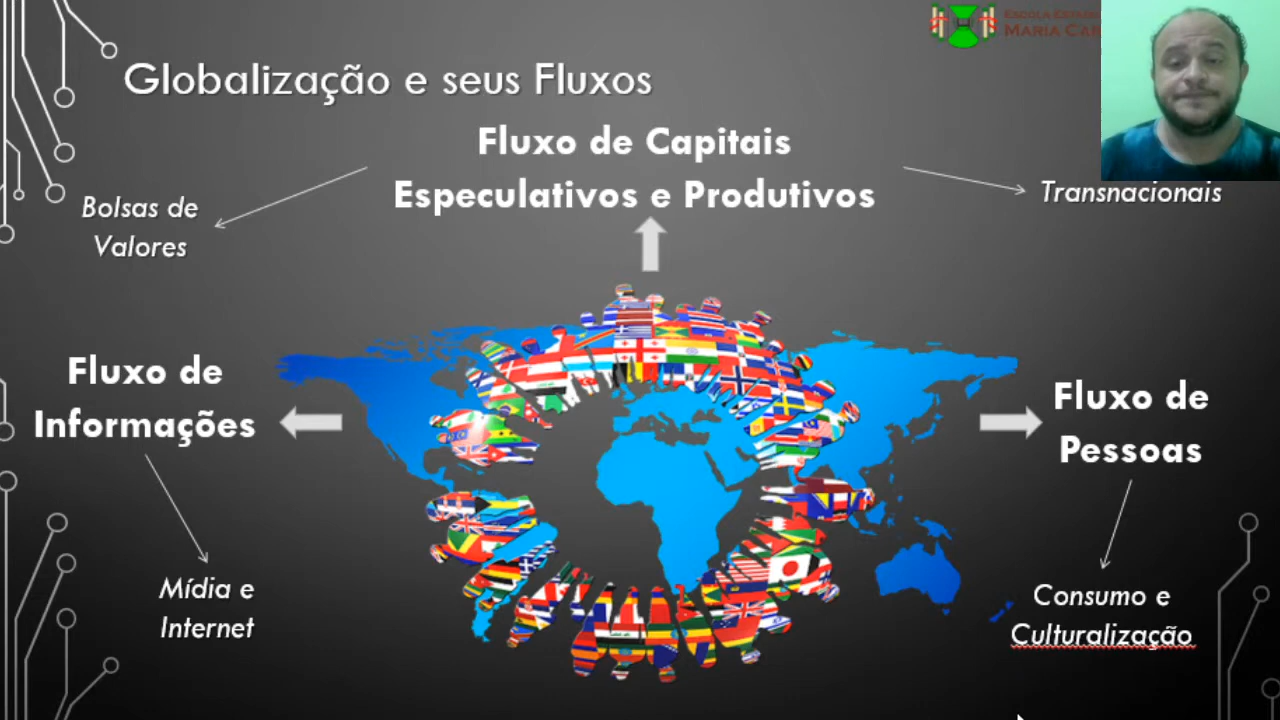 ESCOLA
MARIA
Globalização e seus Fluxos
Fluxo de Capitais
Especulativos e Produtivos
Bolsas de
Valores
Transnacionais
Fluxo de
Informações
Fluxo de
Pessoas
Mídia e
Internet
Consumo e
Culturalização